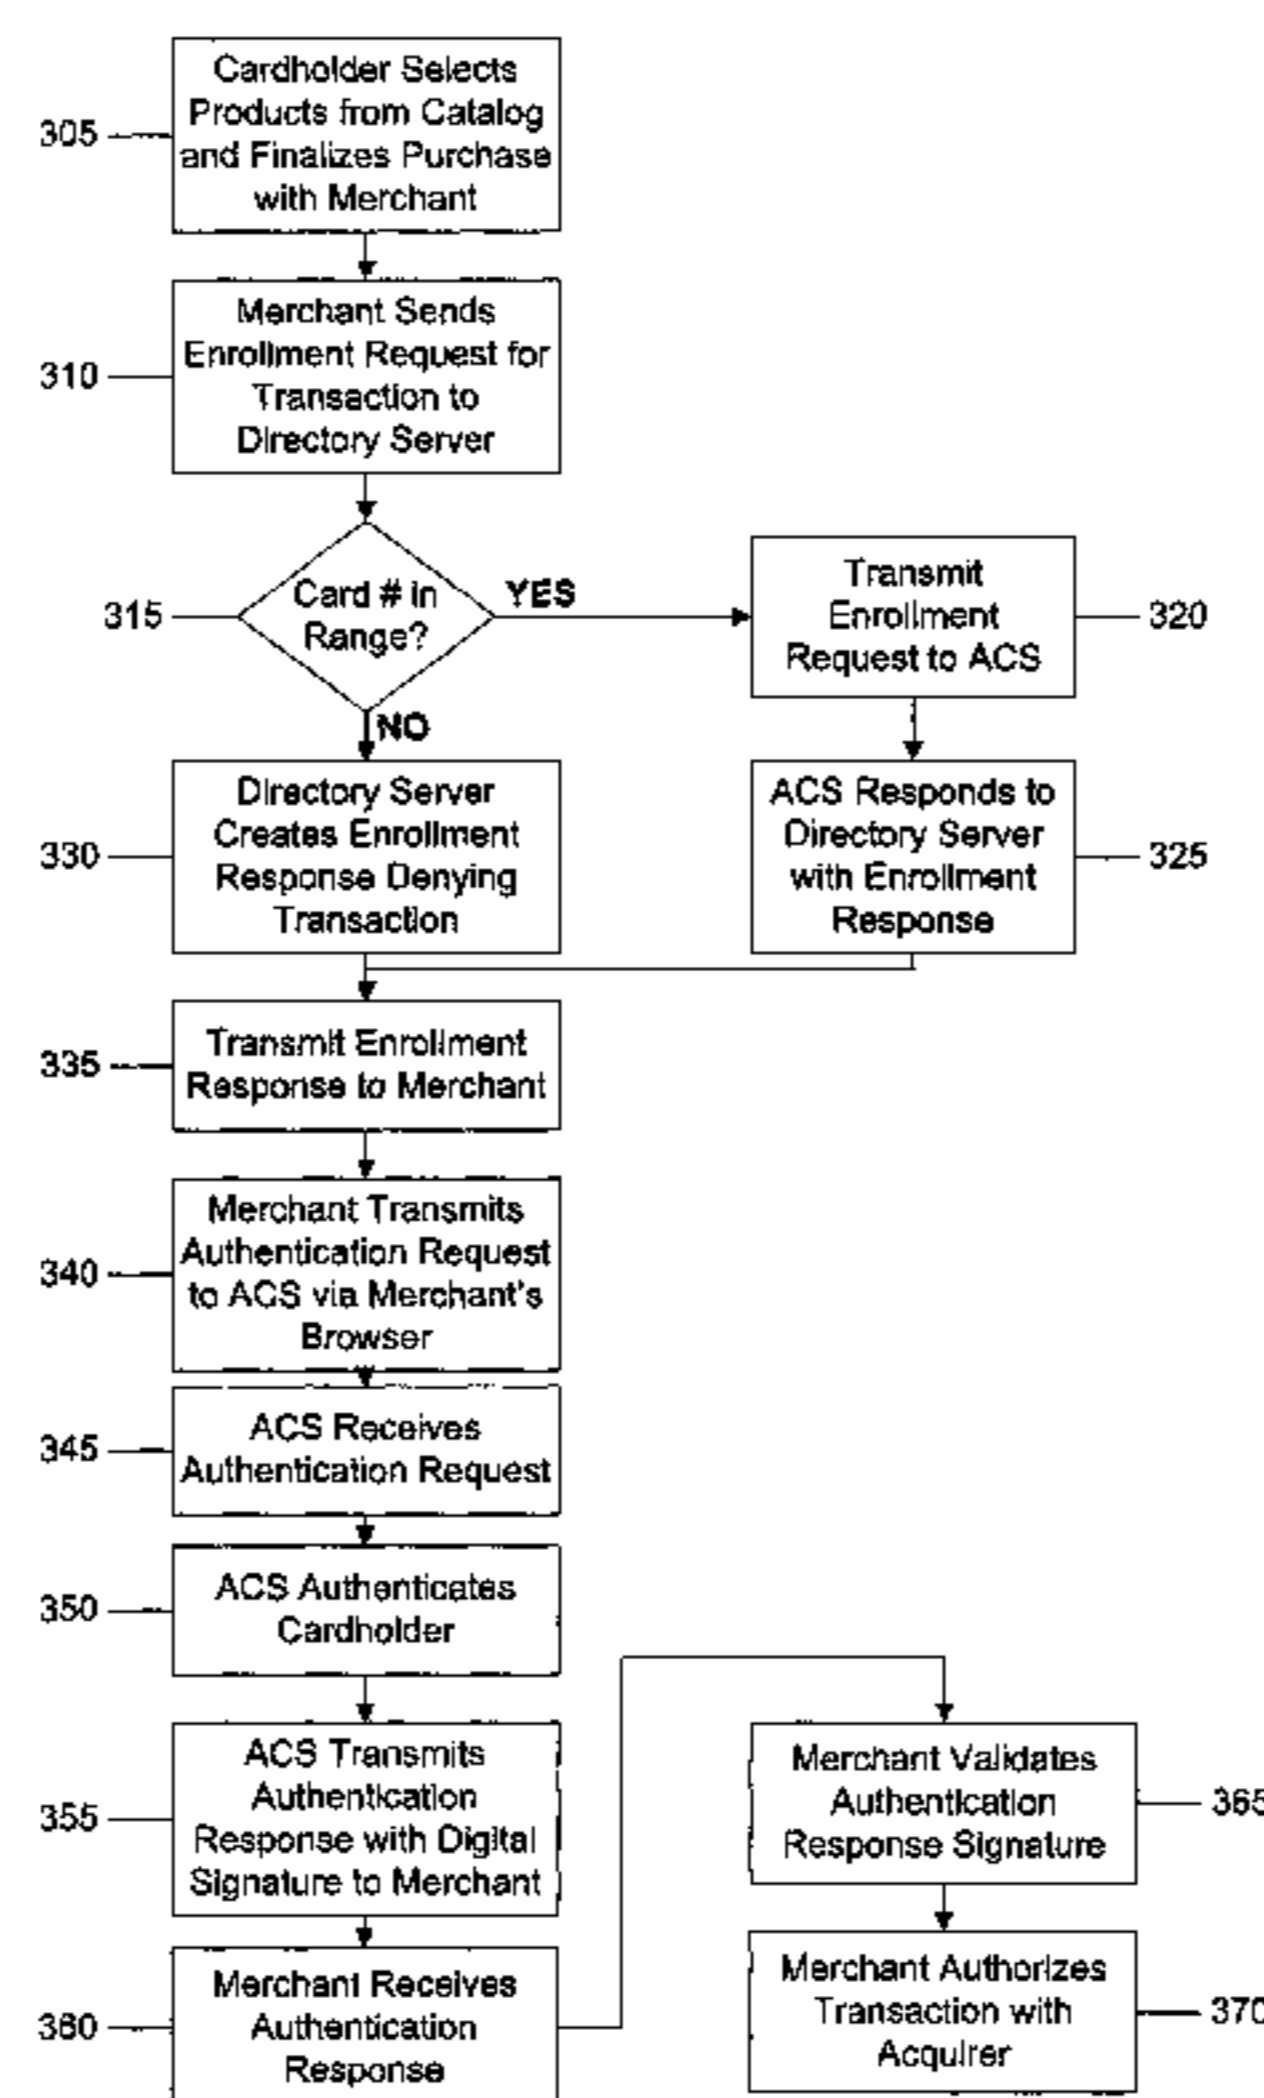 305
Cardholder Selects
Products from Catalog
and Finalizes Purchase
with Merchant
310
Merchant Sends
Enrollment Request for
Transaction to
Directory Server
315
Card # in
Range?
YES
NO
Transmit
Enrollment
Request to ACS
320
330
Directory Server
Creates Enrollment
Response Denying
Transaction
ACS Responds to
Directory Server
with Enrollment
Response
325
335
Transmit Enrollment
Response to Merchant
340
Merchant Transmits
Authentication Request
to ACS via Merchant's
Browser
345
ACS Receives
Authentication Request
350
ACS Authenticates
Cardholder
355
ACS Transmits
Authentication
Response with Digital
Signature to Merchant
360
Merchant Receives
Authentication
Response
Merchant Validates
Authentication
Response Signature
365
Merchant Authorizes
Transaction with
Acquirer
370